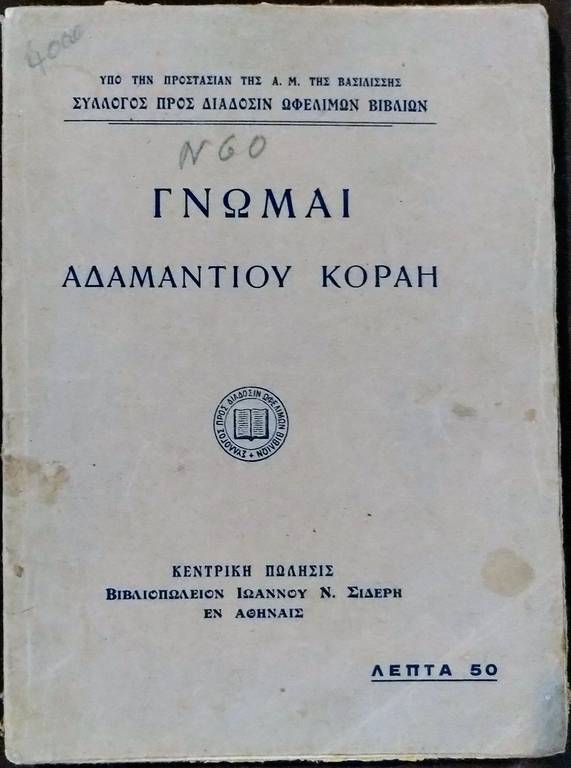 4000
ΥΠΟ ΤΗΝ ΠΡΟΣΤΑΣΙΑΝ ΤΗΣ Α. Μ. ΤΗΣ ΒΑΣΙΛΙΣΣΗΣ
ΣΥΛΛΟΓΟΣ ΠΡΟΣ ΔΙΑΔΟΣΙΝ ΩΦΕΛΙΜΩΝ ΒΙΒΛΙΩΝ
N60
ΓΝΩΜΑΙ
ΑΔΑΜΑΝΤΙΟΥ ΚΟΡΑΗ
ΣΥΛΛΟΓΟΣ ΠΡΟΣ ΔΙΑΔΟΣΙΝ ΩΦΕΛΙΜΩΝ ΒΙΒΛΙΩΝ +
ΚΕΝΤΡΙΚΗ ΠΩΛΗΣΙΣ
ΒΙΒΛΙΟΠΩΛΕΙΟΝ ΙΩΑΝΝΟΥ Ν. ΣΙΔΕΡΗ
ΕΝ ΑΘΗΝΑΙΣ
ΛΕΠΤΑ 50